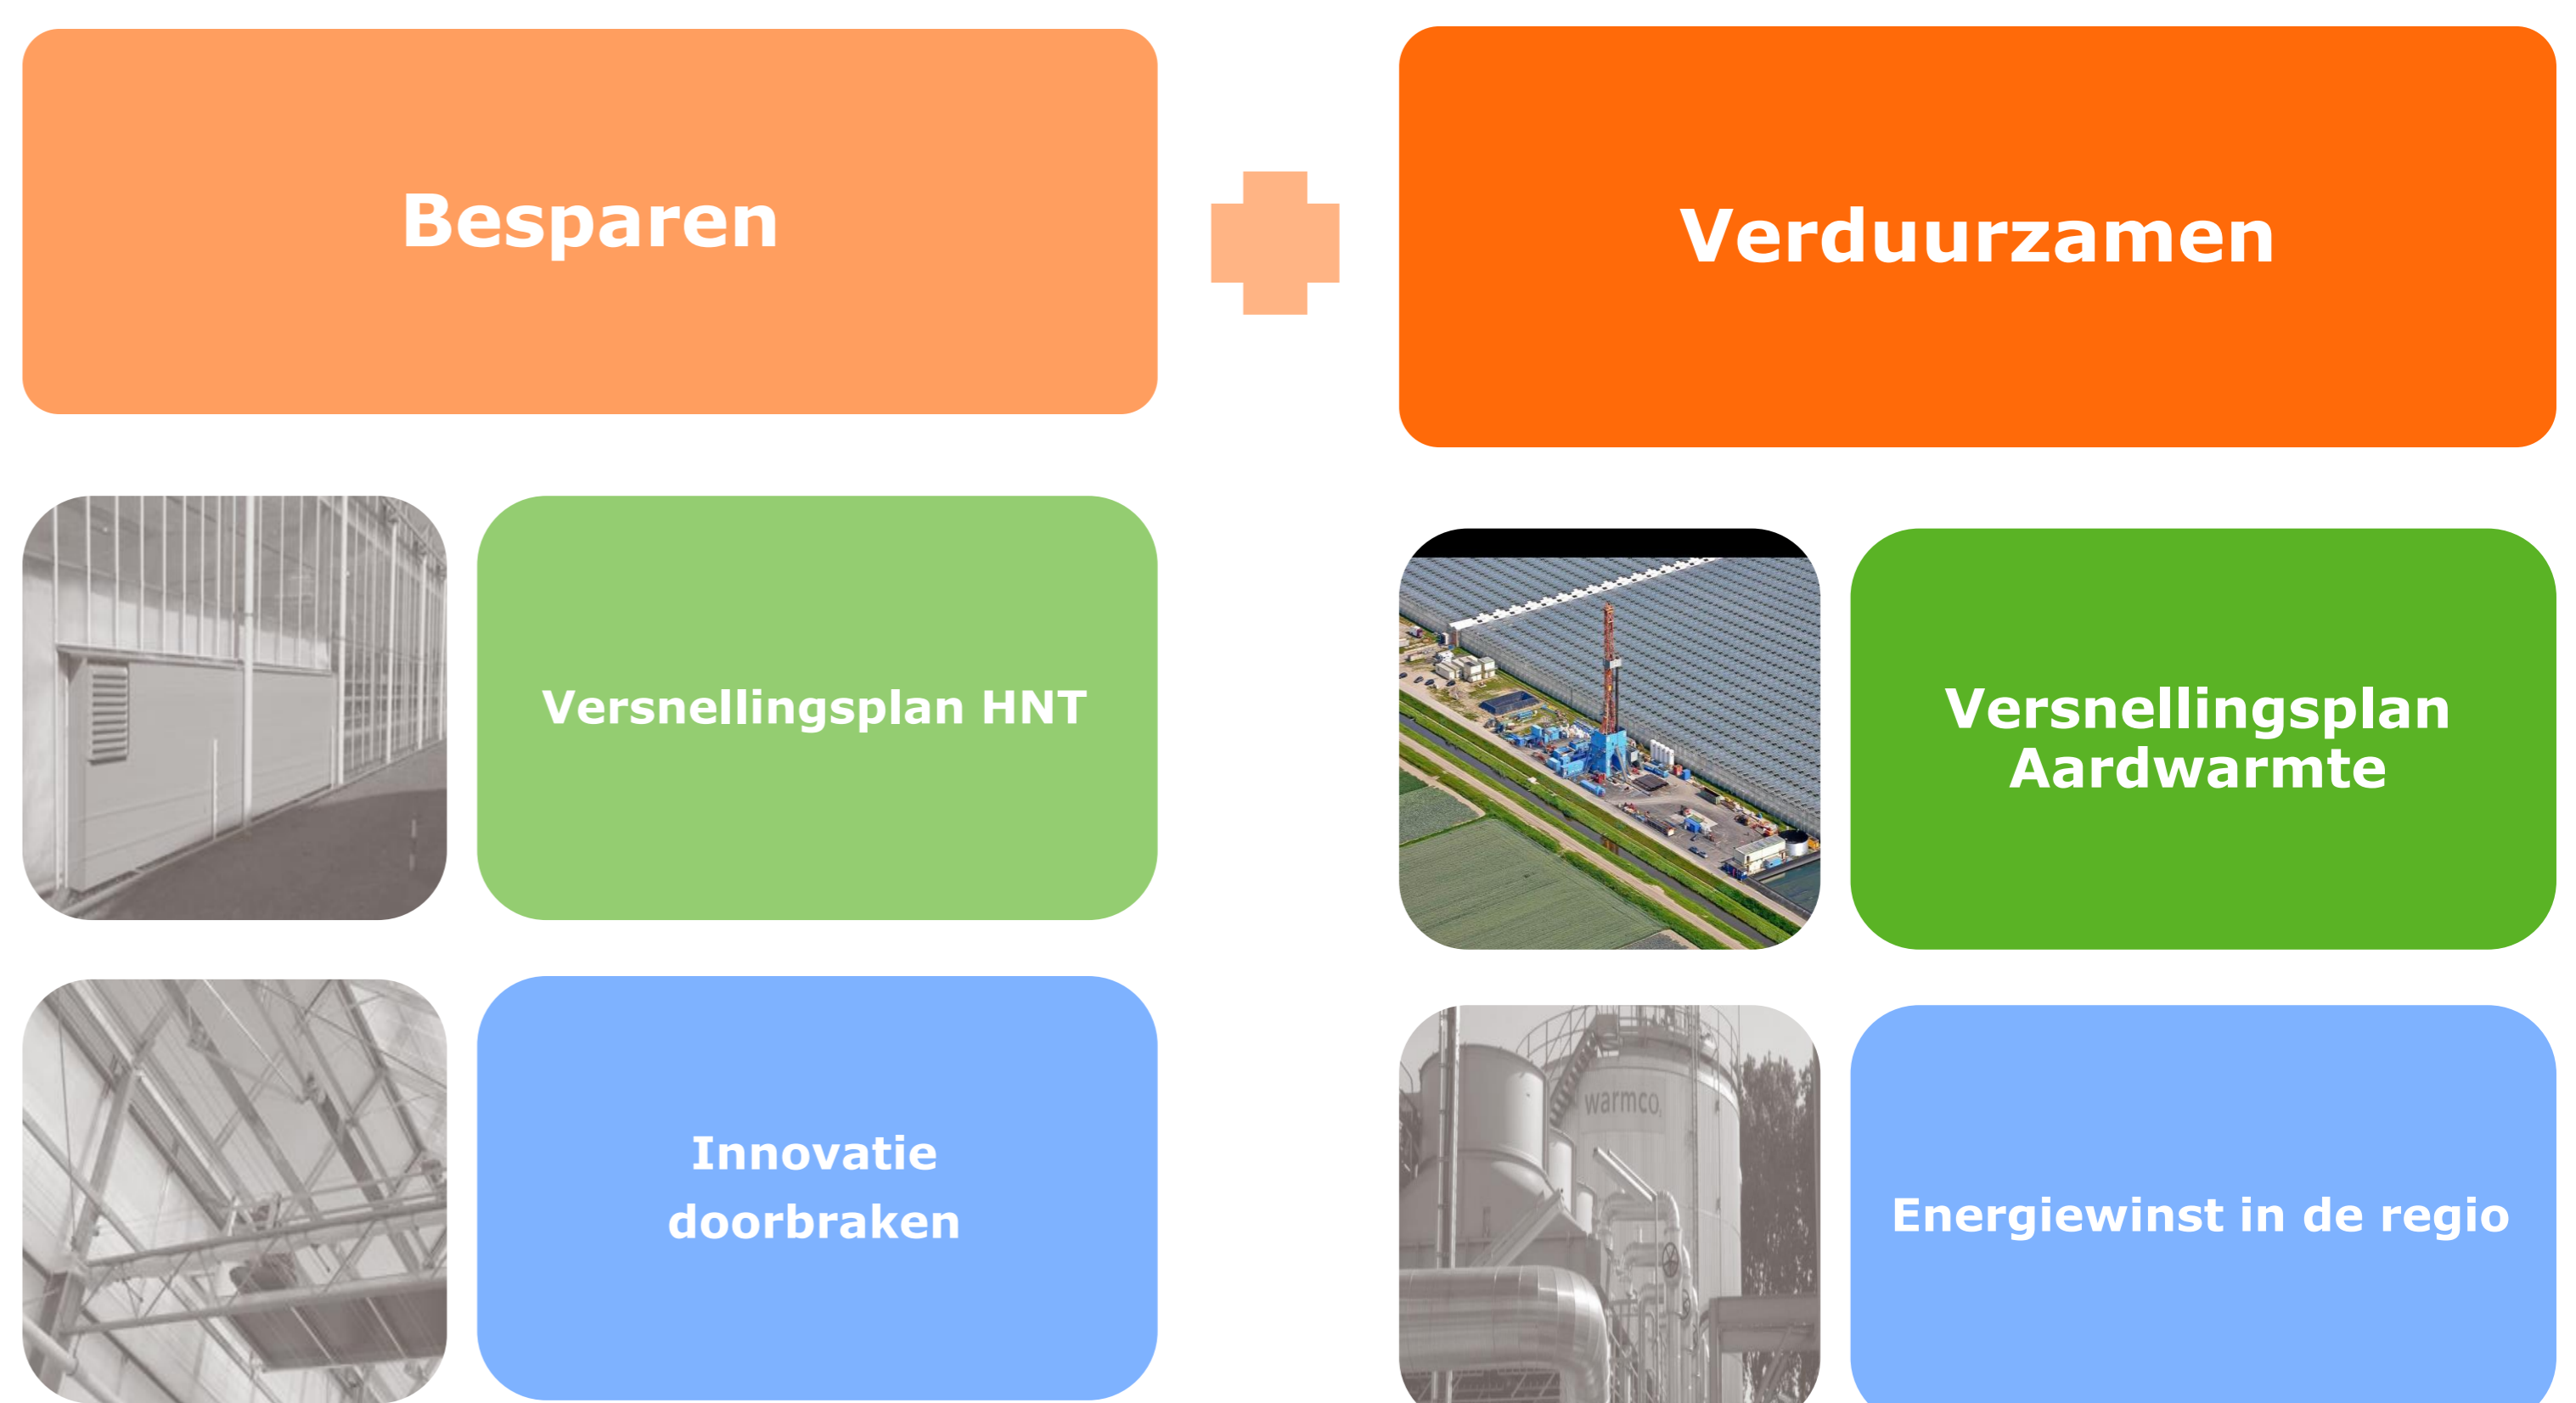 Besparen
Verduurzamen
Versnellingsplan HNT
Versnellingsplan
Aardwarmte
Innovatie
doorbraken
warmco
Energiewinst in de regio